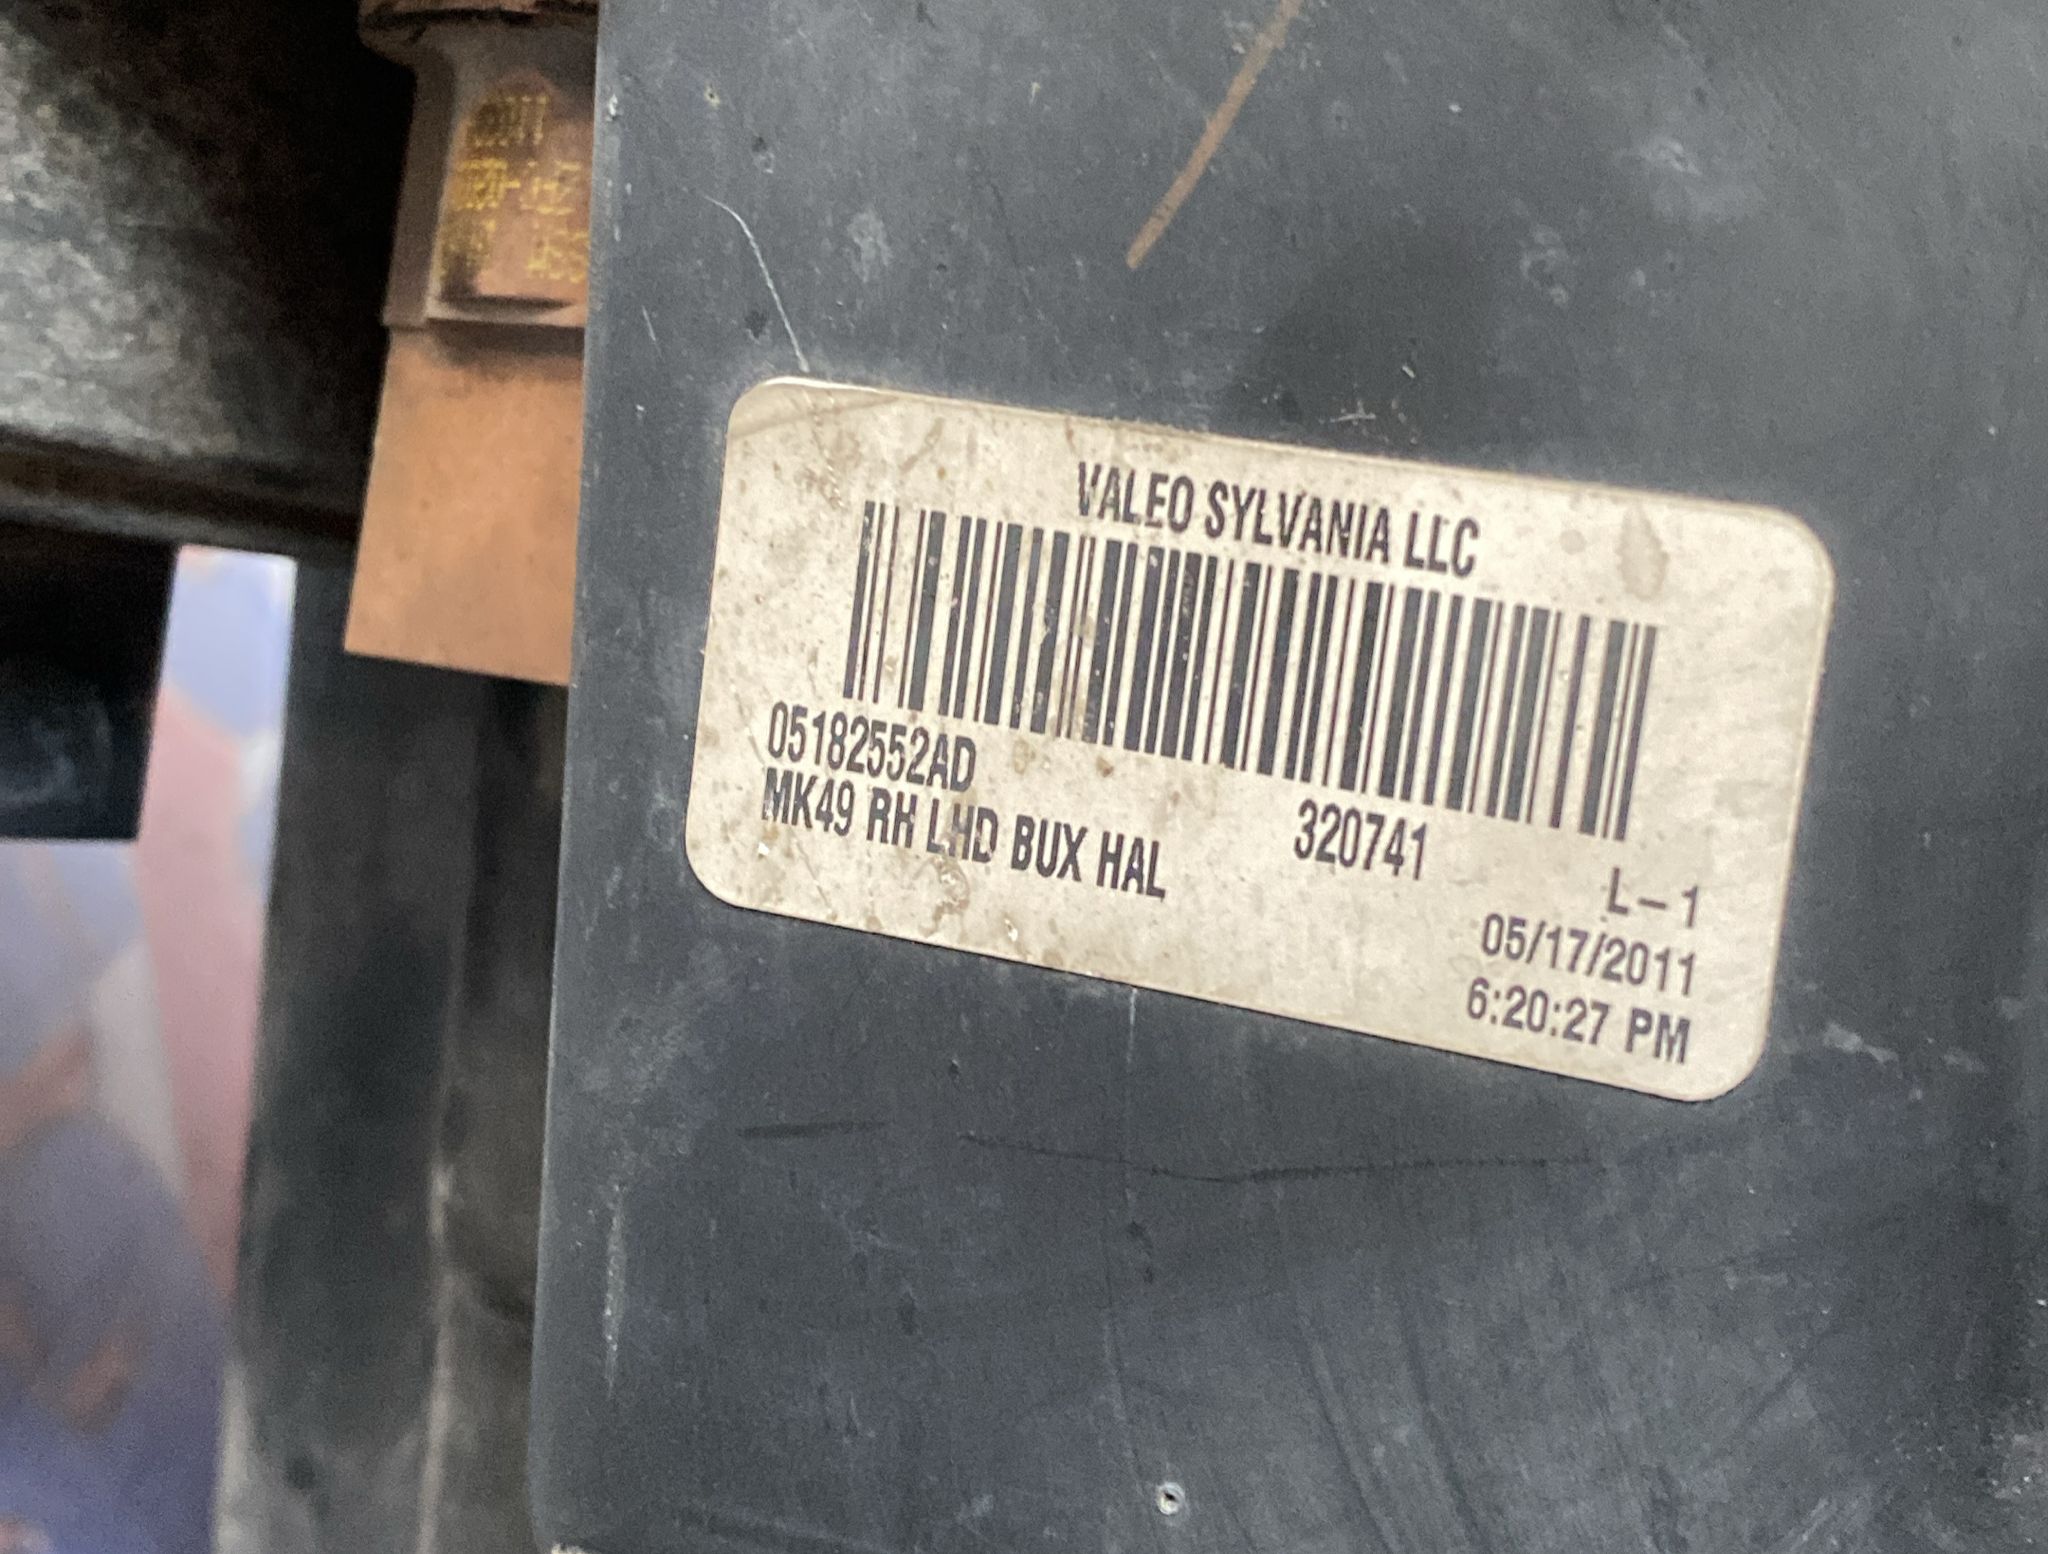 VALEO SYLVANIA LLC
05182552AD
MK49 RH LHD BUX HAL
320741
L-1
05/17/2011
6:20:27 PM